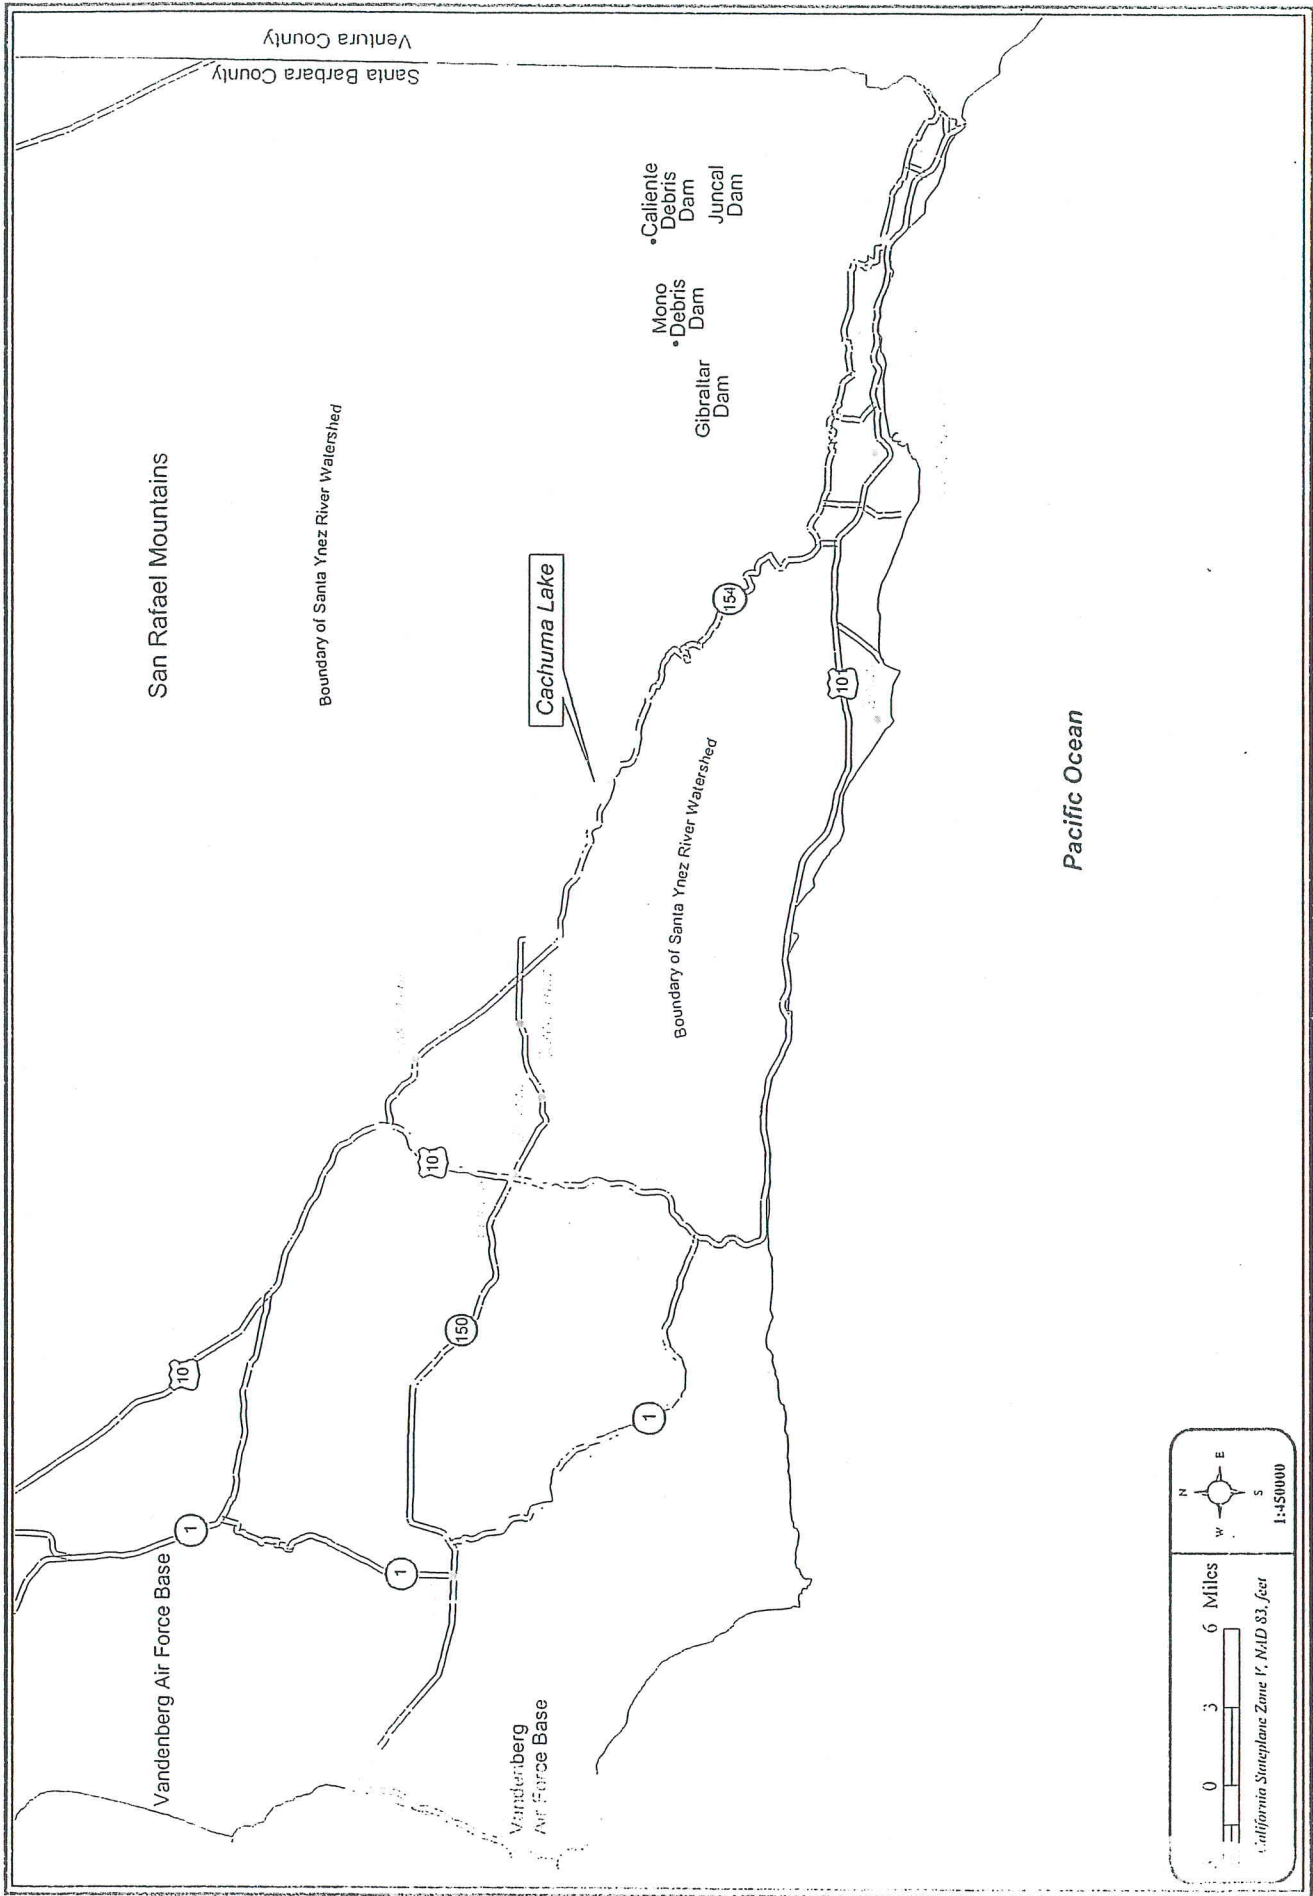 Ventura County
Santa Barbara County
San Rafael Mountains
Boundary of Santa Ynez River Watershed
Caliente
Debris
Dam
Juncal
Dam
Mono
Debris
Dam
Gibraltar
Dam
Cachuma Lake
154
101
Boundary of Santa Ynez River Watershed
Pacific Ocean
101
150
101
1
1
1
Vandenberg Air Force Base
Vandenberg
Air Force Base
0 3 6 Miles
California Stateplane Zone V, NAD 83, feet
N
W E
S
1:450000